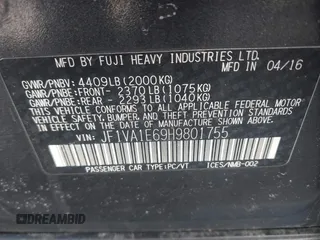 MFD BY FUJI HEAVY INDUSTRIES LTD. 04/16
GVWR/PNBV: 4409LB(2000KG)
GAWR/PNBE:FRONT- 2370LB(1075KG)
GAWR/PNBE:REAR - 2293LB(1040KG)
THIS VEHICLE CONFORMS TO ALL APPLICABLE FEDERAL MOTOR
VEHICLE SAFETY, BUMPER, AND THEFT PREVENTION STANDARDS
IN EFFECT ON THE DATE OF MANUFACTURE SHOWN ABOVE.
VIN: JF1VA1E69H9801755
PASSENGER CAR TYPE:PC/VT ICES/NMB-002
DREAMBID